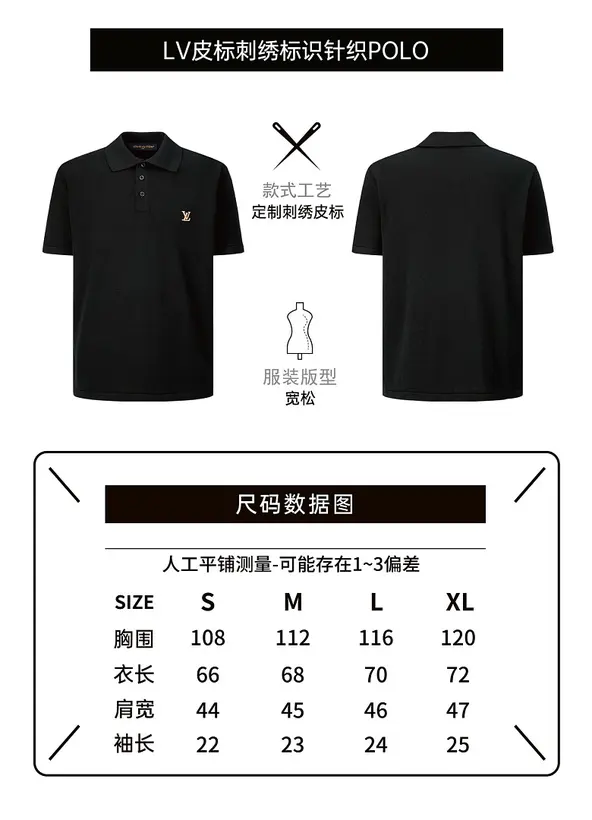 LV皮标刺绣标识针织POLO
款式工艺
定制刺绣皮标
服装版型
宽松
尺码数据图
人工平铺测量-可能存在1~3偏差
SIZE S M L XL
胸围 108 112 116 120
衣长 66 68 70 72
肩宽 44 45 46 47
袖长 22 23 24 25